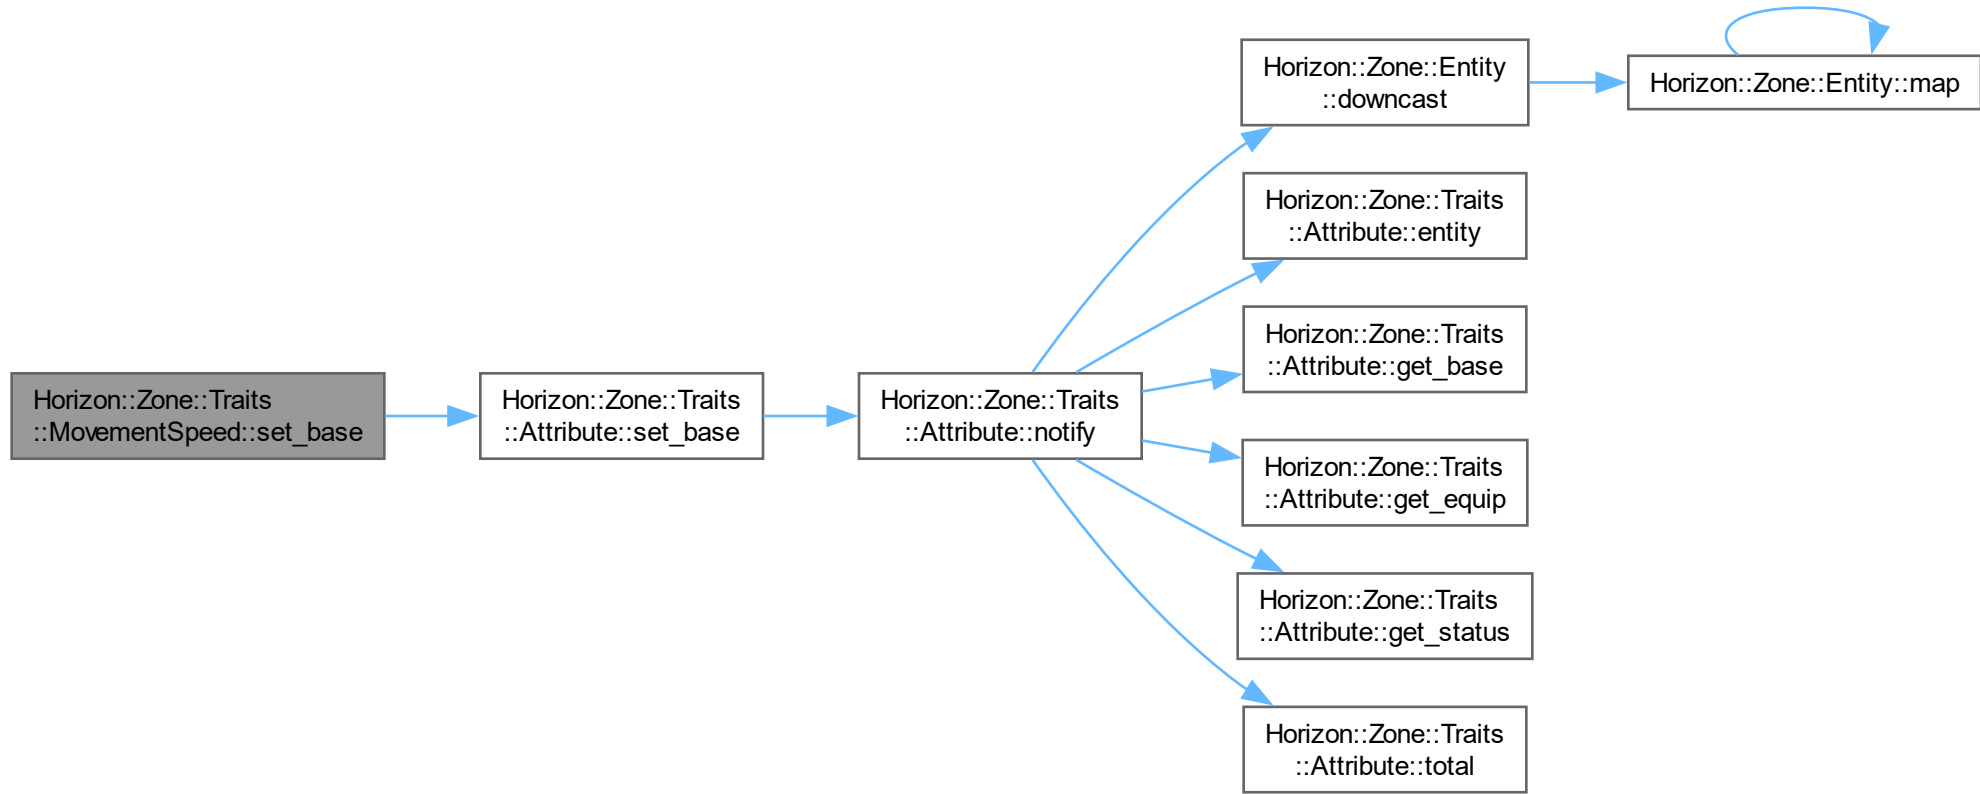 Horizon::Zone::Traits
::MovementSpeed::set_base
Horizon::Zone::Traits
::Attribute::set_base
Horizon::Zone::Traits
::Attribute::notify
Horizon::Zone::Entity
::downcast
Horizon::Zone::Entity::map
Horizon::Zone::Traits
::Attribute::entity
Horizon::Zone::Traits
::Attribute::get_base
Horizon::Zone::Traits
::Attribute::get_equip
Horizon::Zone::Traits
::Attribute::get_status
Horizon::Zone::Traits
::Attribute::total